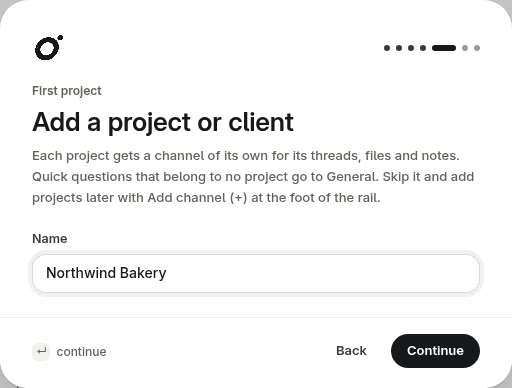 First project
Add a project or client
Each project gets a channel of its own for its threads, files and notes.
Quick questions that belong to no project go to General. Skip it and add
projects later with Add channel (+) at the foot of the rail.
Name
Northwind Bakery
↵ continue
Back
Continue